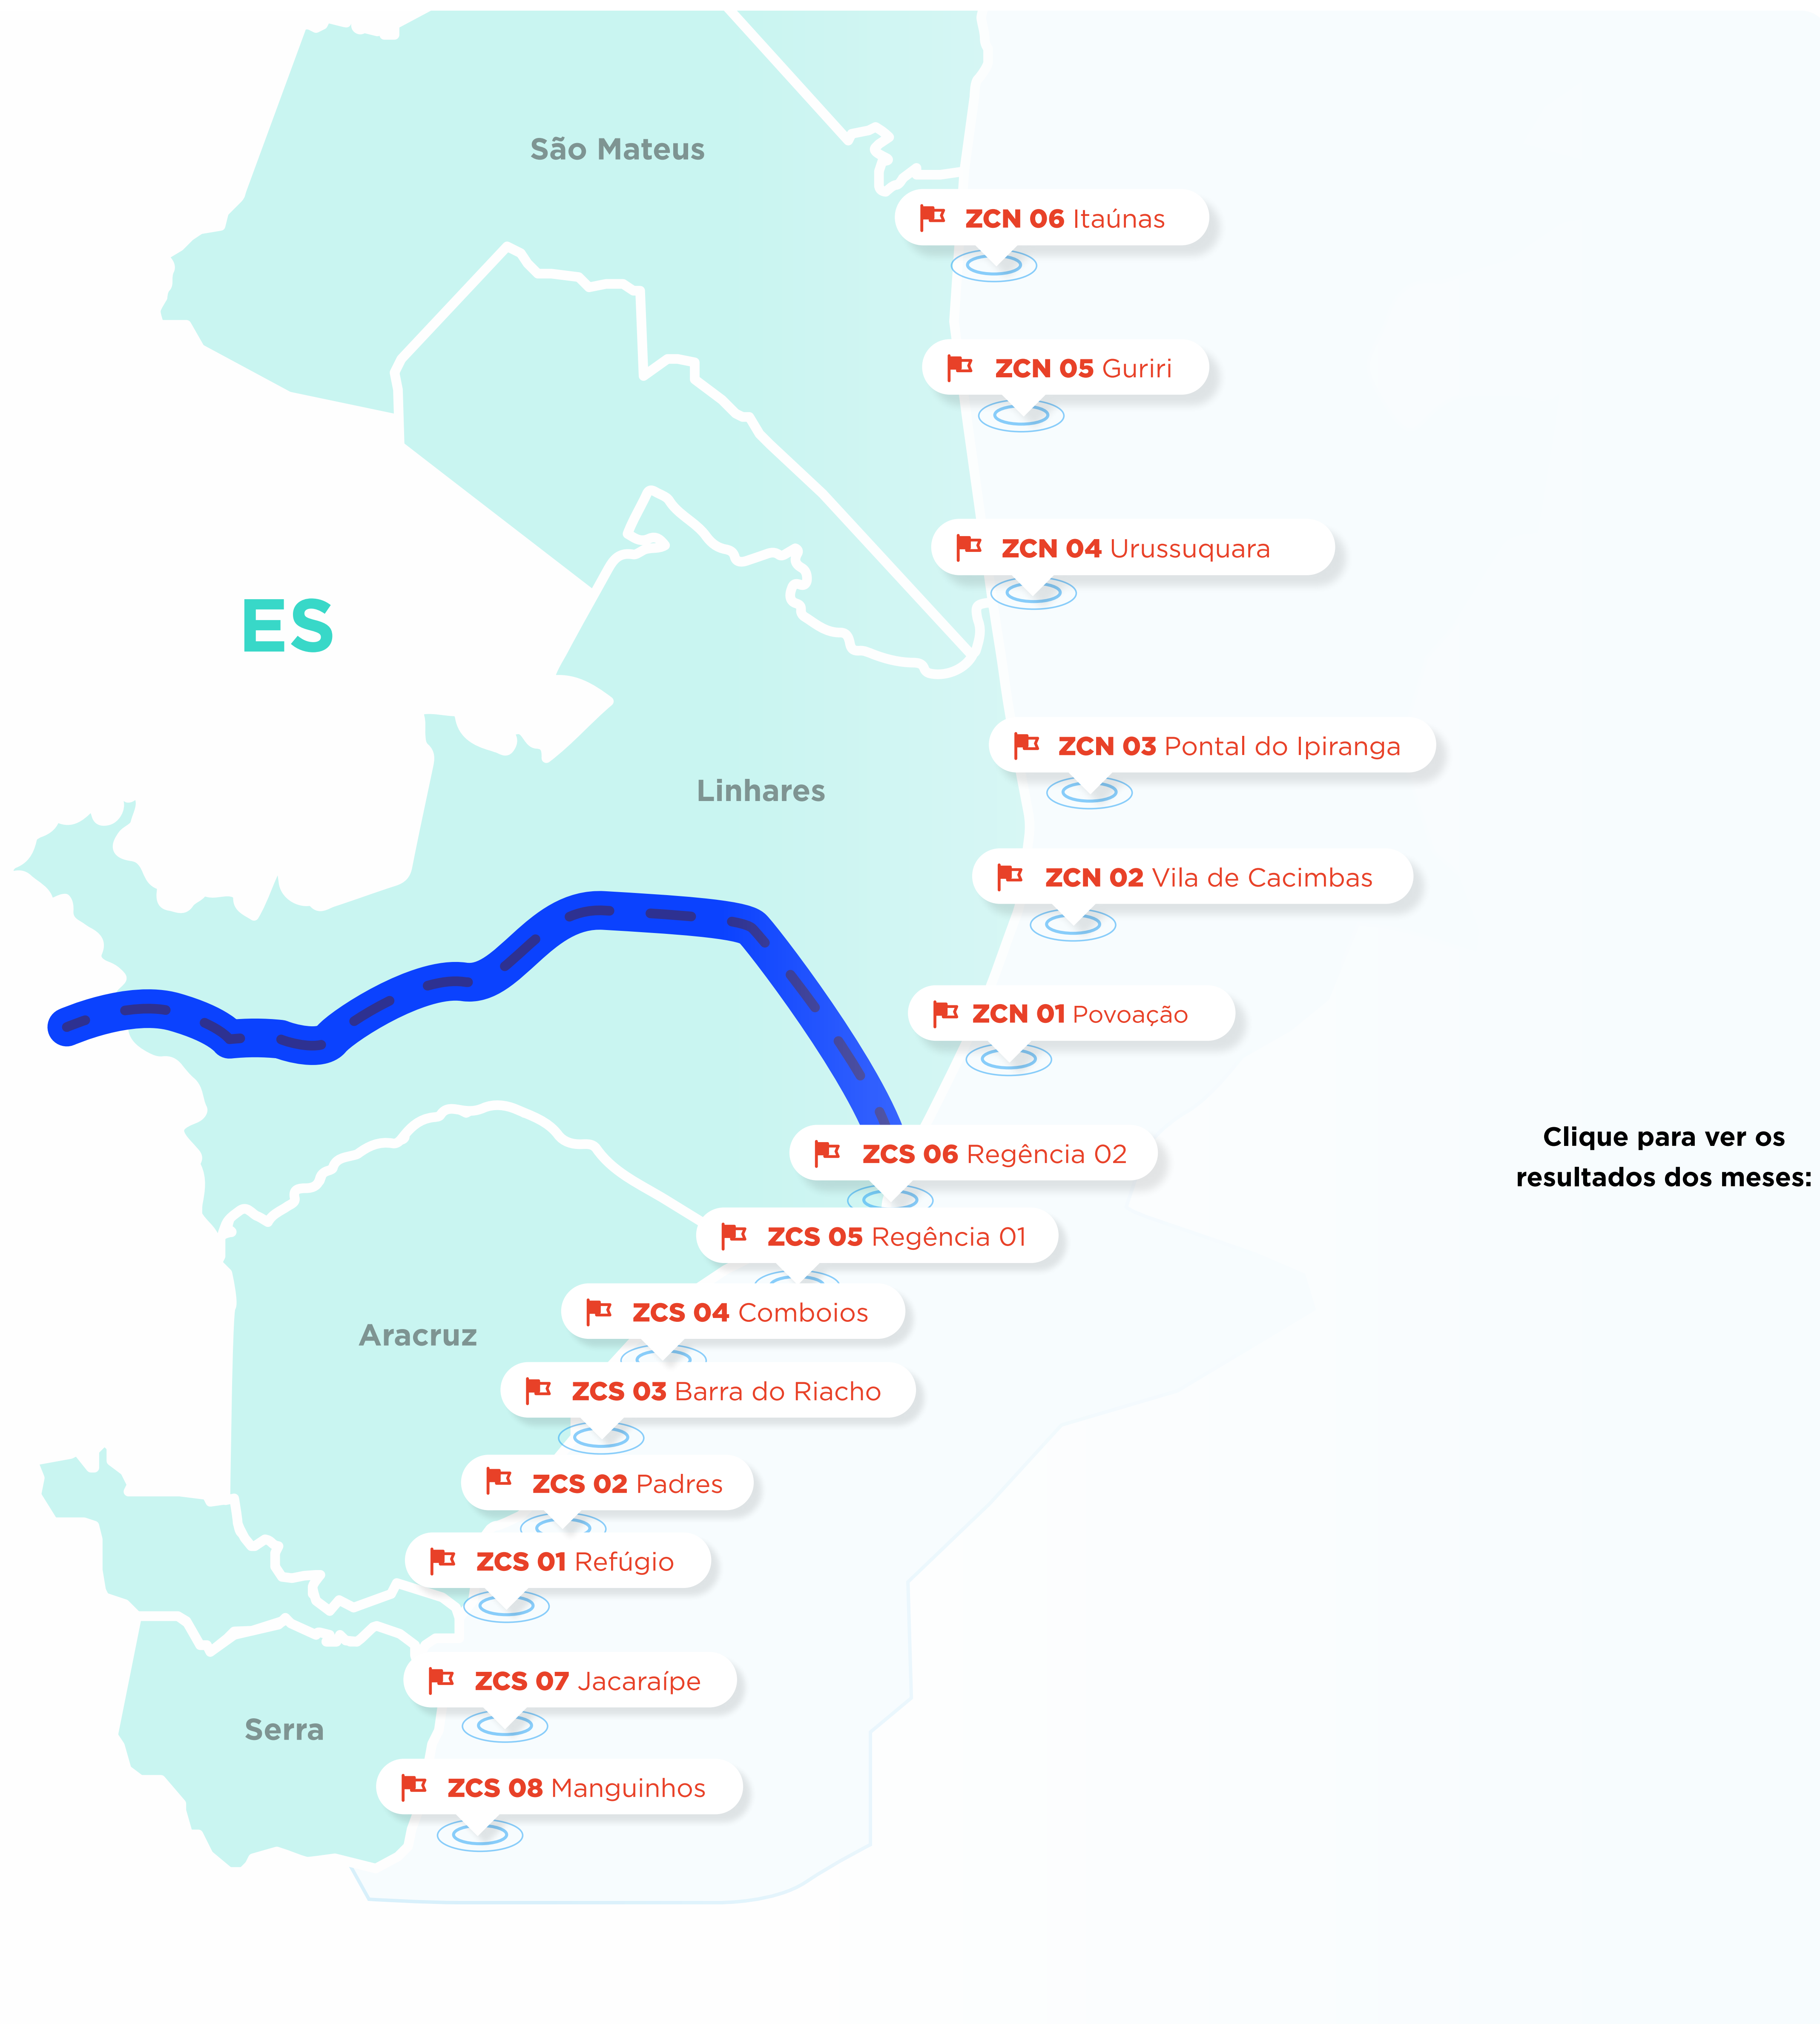 São Mateus
ZCN 06 Itaúnas
ZCN 05 Guriri
ZCN 04 Urussuquara
ES
ZCN 03 Pontal do Ipiranga
Linhares
ZCN 02 Vila de Cacimbas
ZCN 01 Povoação
Clique para ver os
resultados dos meses:
ZCS 06 Regência 02
ZCS 05 Regência 01
ZCS 04 Comboios
Aracruz
ZCS 03 Barra do Riacho
ZCS 02 Padres
ZCS 01 Refúgio
ZCS 07 Jacaraípe
Serra
ZCS 08 Manguinhos